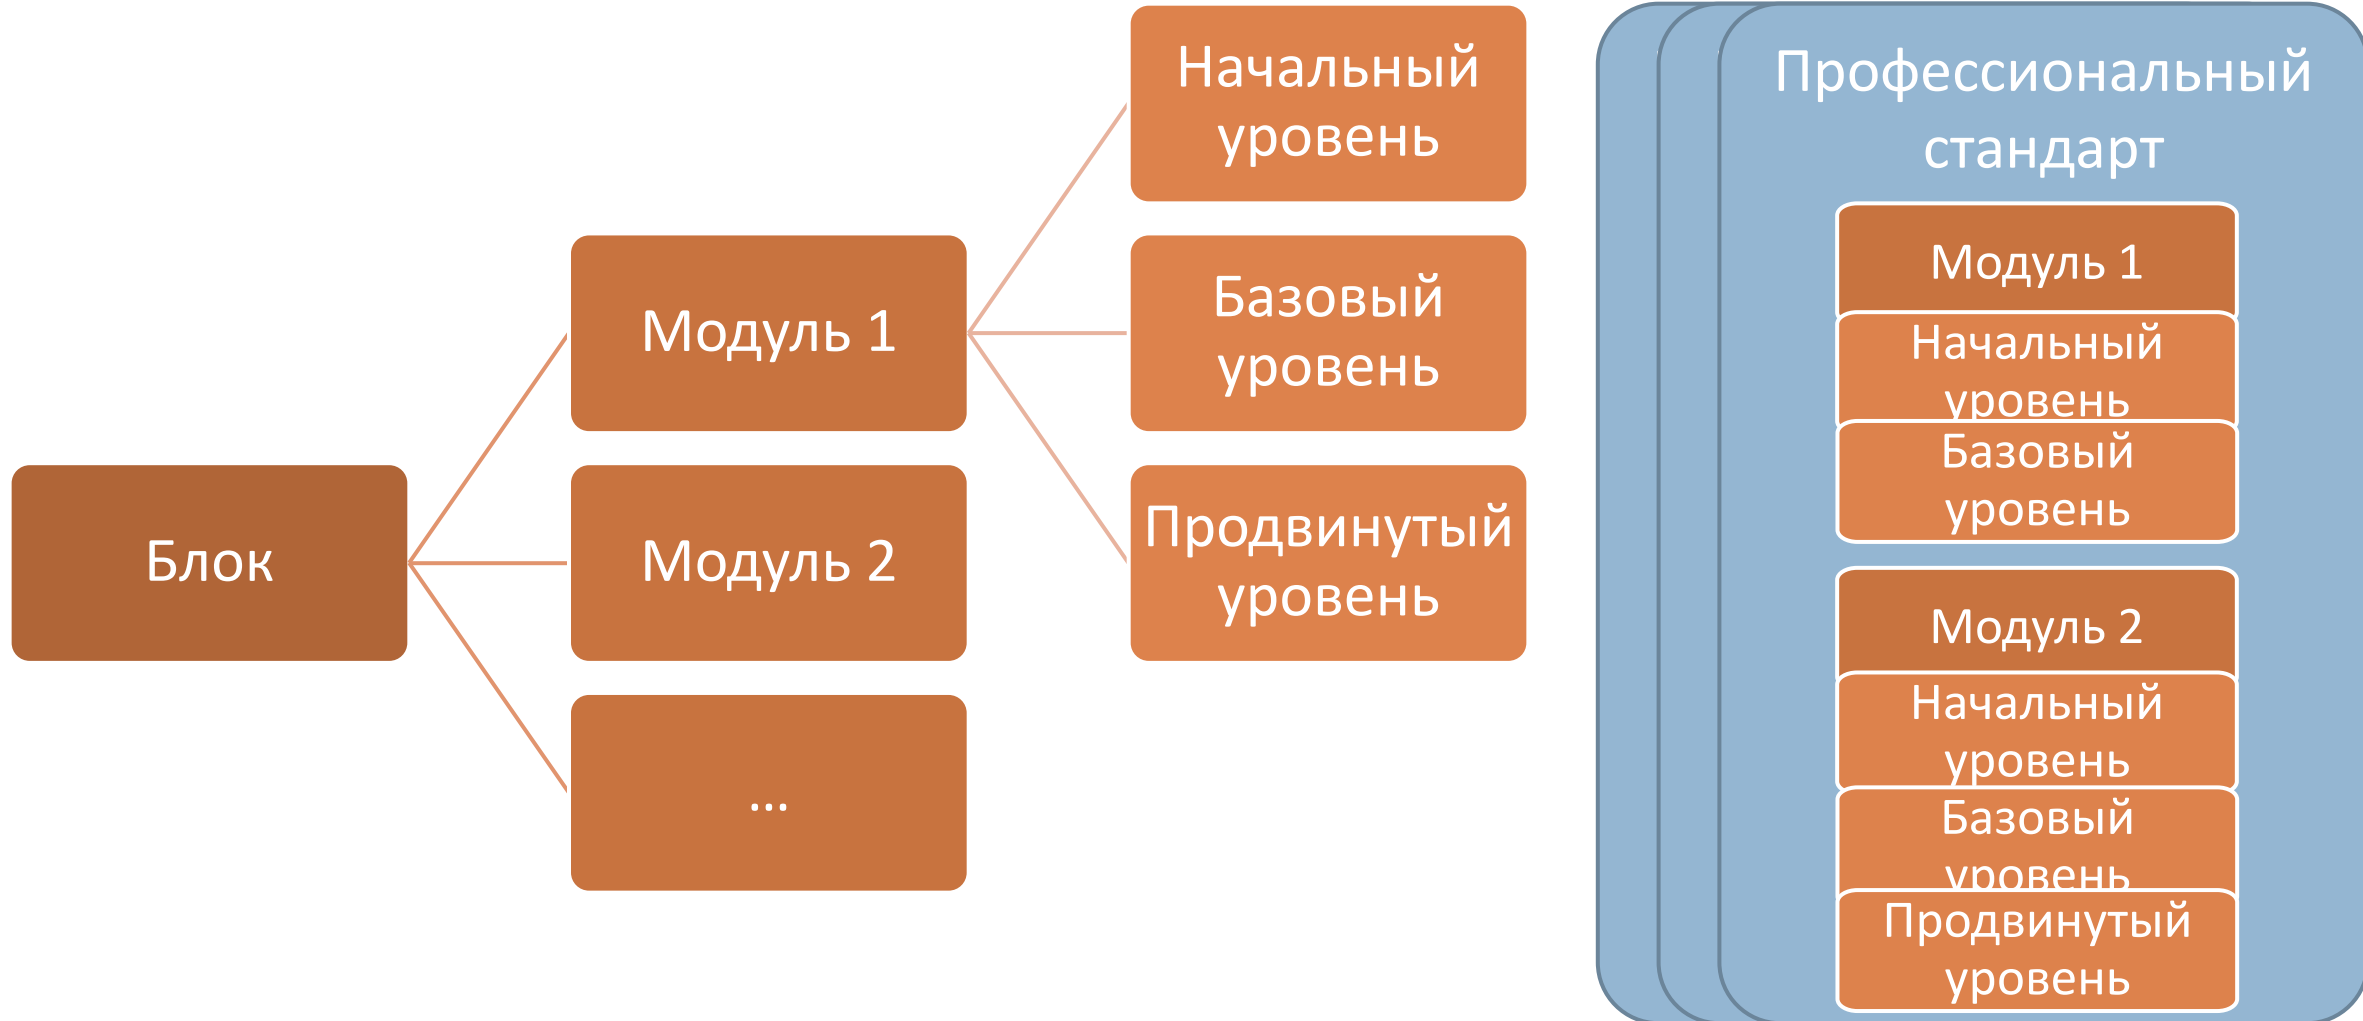 Блок
Модуль 1
Модуль 2
...
Начальный
уровень
Базовый
уровень
Продвинутый
уровень
Профессиональный
стандарт
Модуль 1
Начальный
уровень
Базовый
уровень
Модуль 2
Начальный
уровень
Базовый
уровень
Продвинутый
уровень